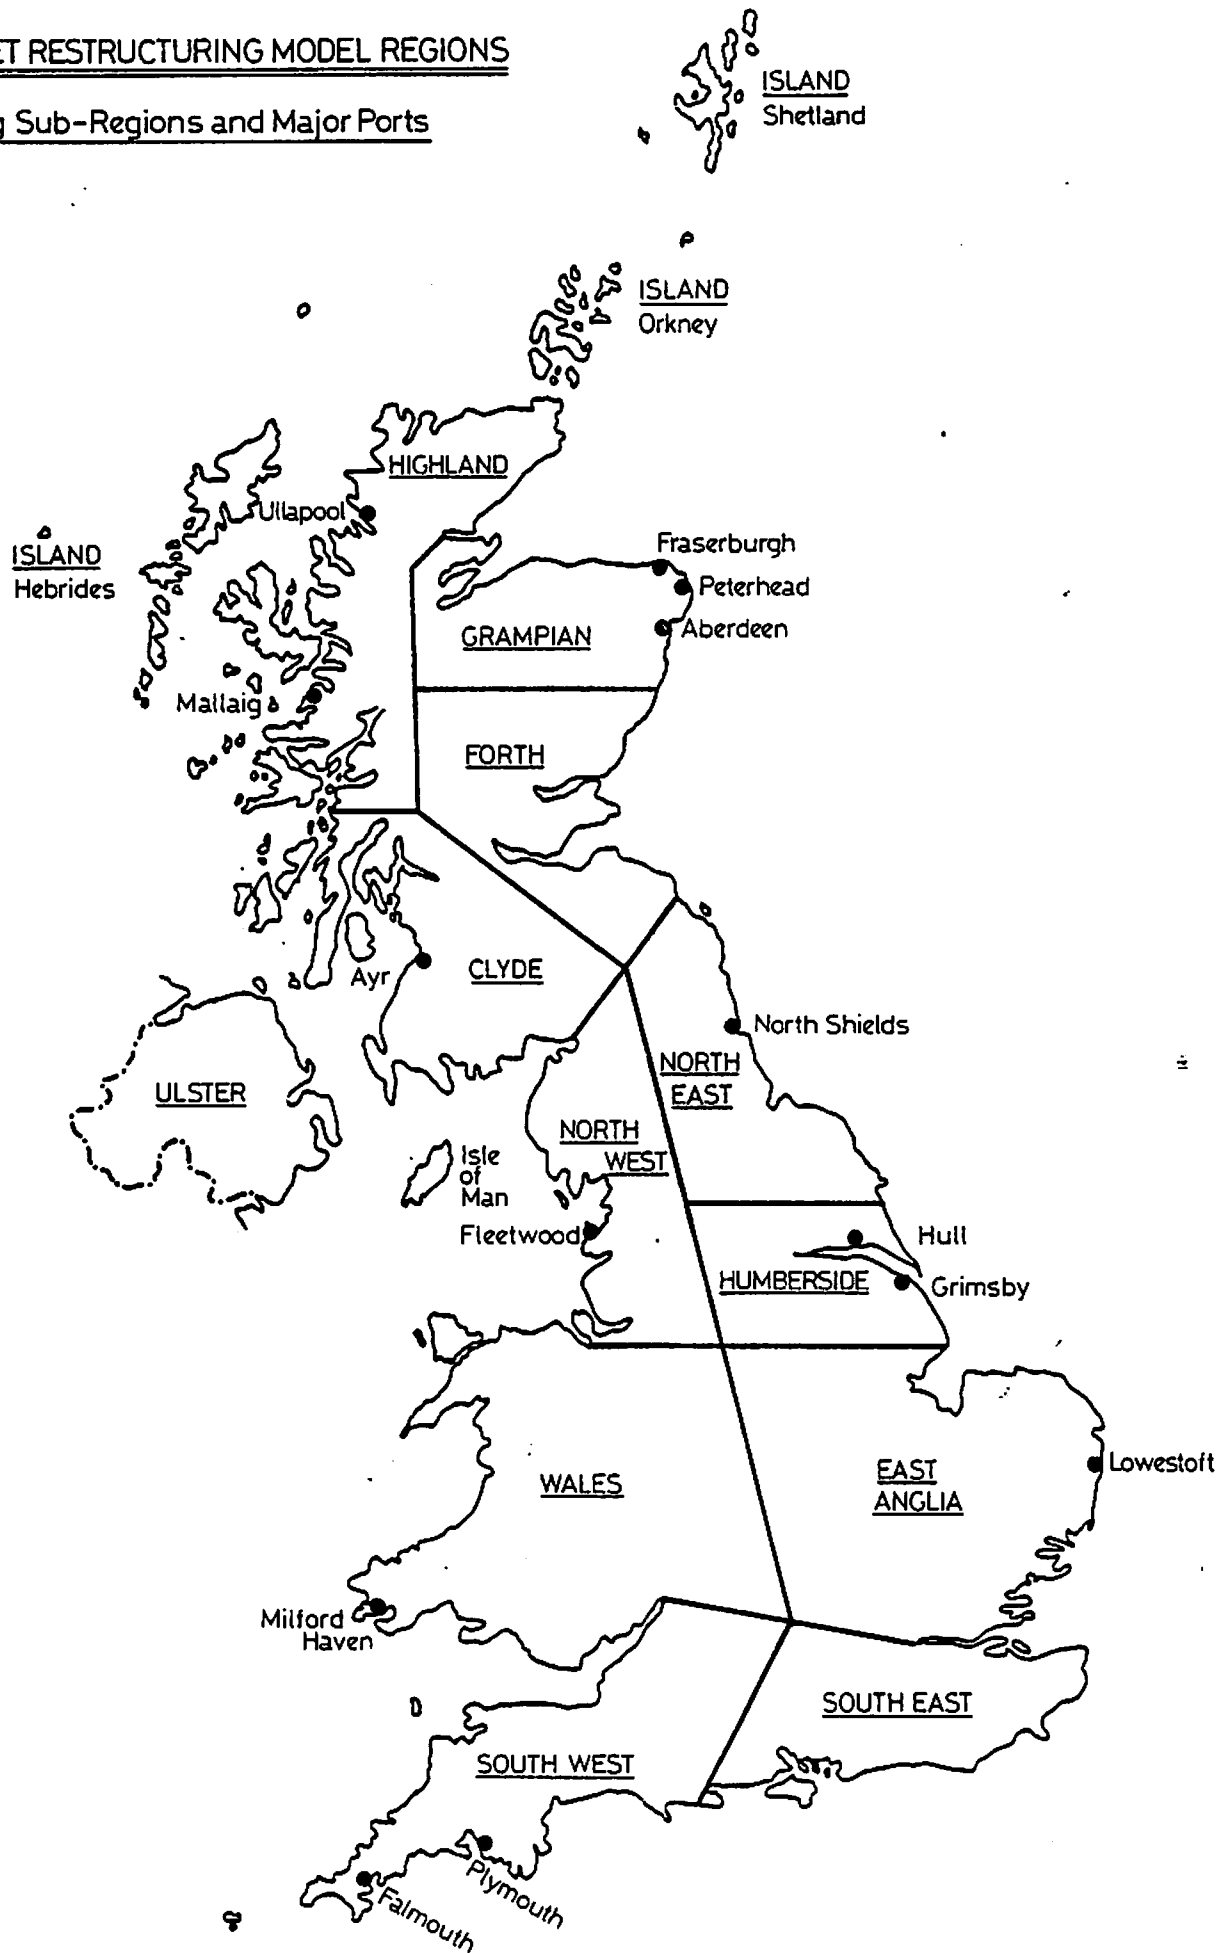 ET RESTRUCTURING MODEL REGIONS
g Sub-Regions and Major Ports
ISLAND
Shetland
ISLAND
Orkney
HIGHLAND
Ullapool
ISLAND
Hebrides
Fraserburgh
Peterhead
GRAMPIAN
Aberdeen
Mallaig
FORTH
Ayr
CLYDE
North Shields
NORTH
EAST
ULSTER
NORTH
WEST
Isle
of
Man
Fleetwood
Hull
HUMBERSIDE
Grimsby
WALES
EAST
ANGLIA
Lowestoft
Milford
Haven
SOUTH EAST
SOUTH WEST
Plymouth
Falmouth